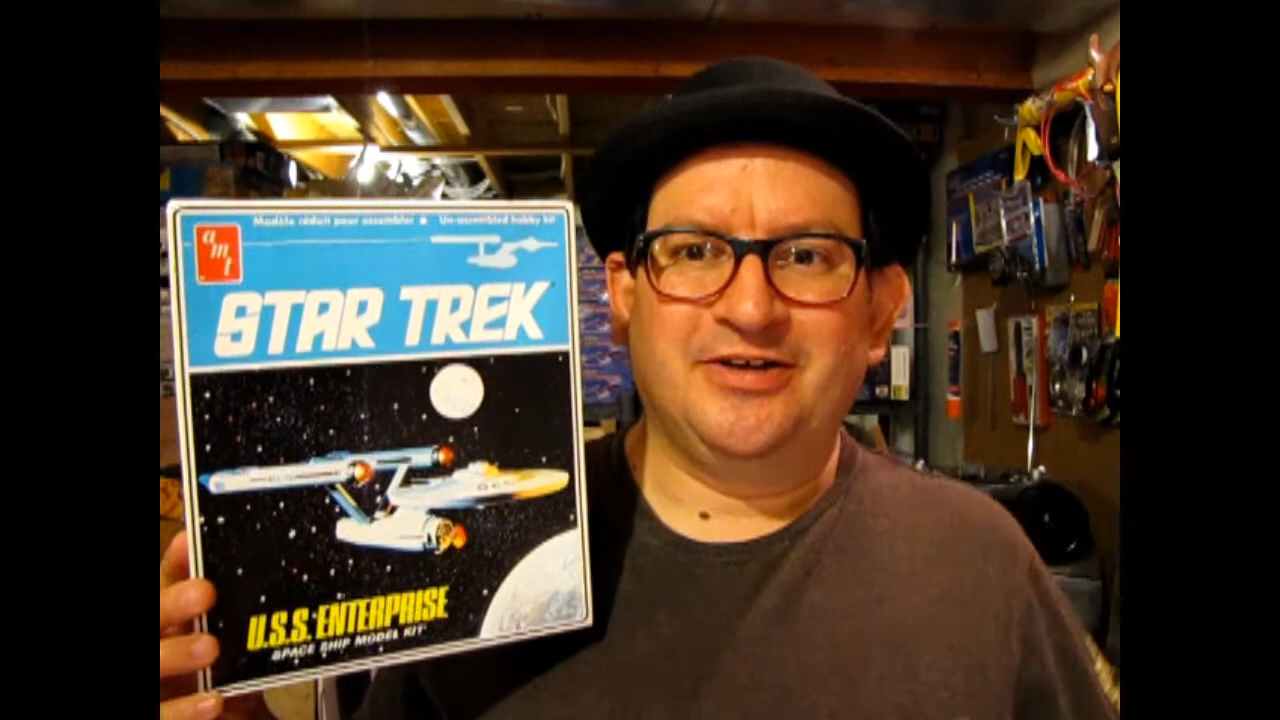 Modèle réduit pour assembler • Un-assembled hobby kit
amt
STAR TREK
U.S.S. ENTERPRISE
SPACE SHIP MODEL KIT